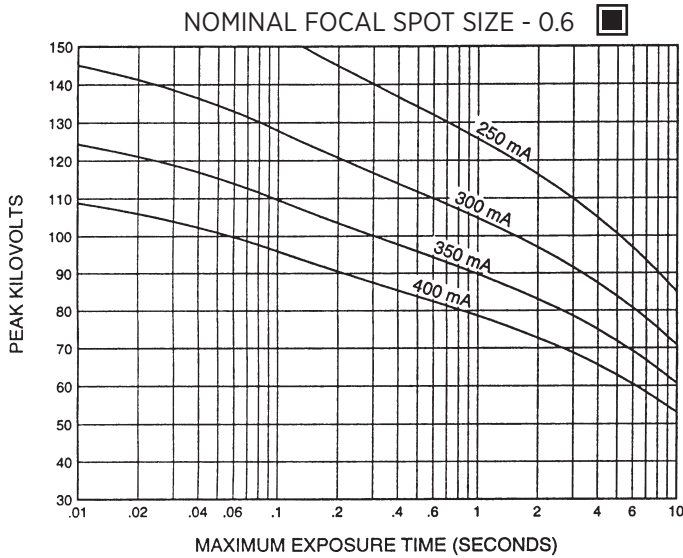 NOMINAL FOCAL SPOT SIZE - 0.6
150
140
130
120
110
100
90
80
70
60
50
40
30
PEAK KILOVOLTS
250 mA
300 mA
350 mA
400 mA
.01 .02 .04 .06 .1 .2 .4 .6 1 2 4 6 10
MAXIMUM EXPOSURE TIME (SECONDS)